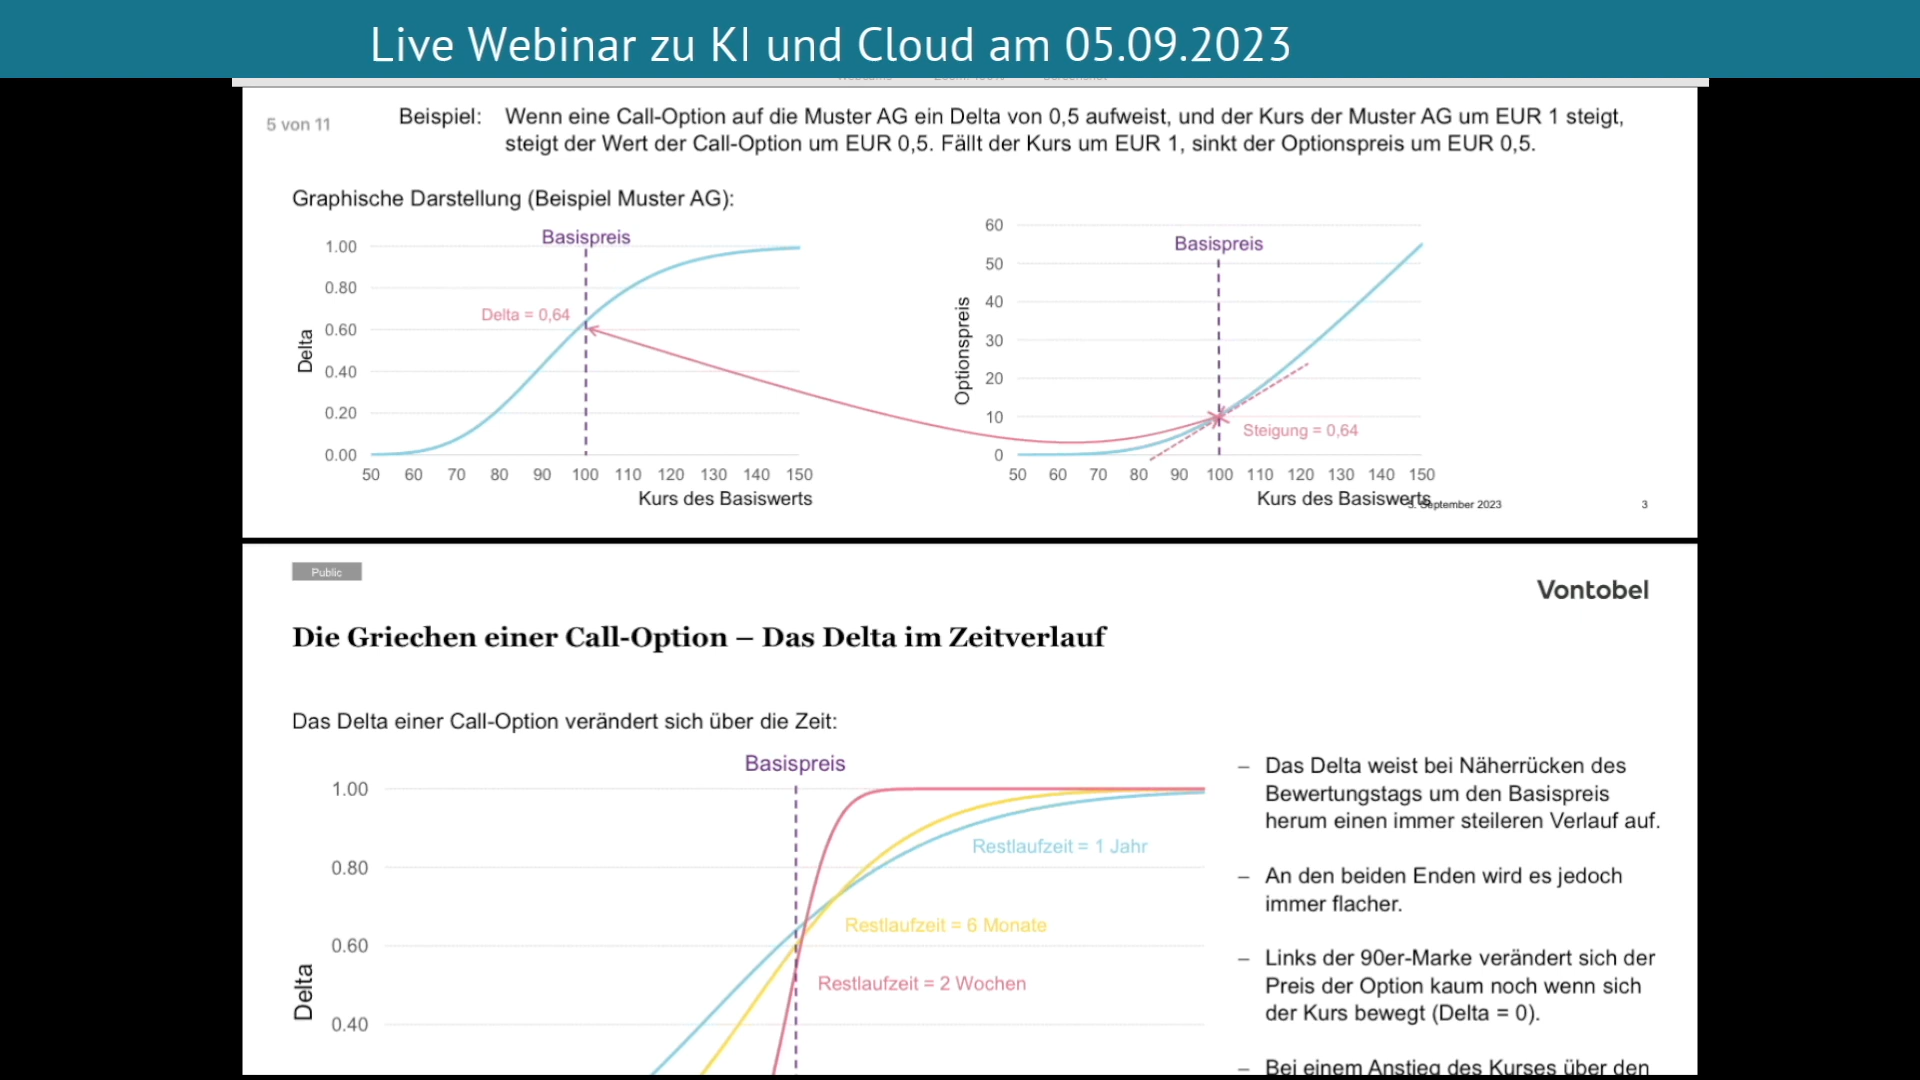 Live Webinar zu KI und Cloud am 05.09.2023
5 von 11
Beispiel: Wenn eine Call-Option auf die Muster AG ein Delta von 0,5 aufweist, und der Kurs der Muster AG um EUR 1 steigt,
steigt der Wert der Call-Option um EUR 0,5. Fällt der Kurs um EUR 1, sinkt der Optionspreis um EUR 0,5.
Graphische Darstellung (Beispiel Muster AG):
Basispreis
1.00
0.80
0.60
0.40
0.20
0.00
Delta
Delta = 0,64
50 60 70 80 90 100 110 120 130 140 150
Kurs des Basiswerts
Basispreis
60
50
40
30
20
10
0
Optionspreis
Steigung = 0,64
50 60 70 80 90 100 110 120 130 140 150
Kurs des Basiswerts
September 2023
3
Public
Vontobel
Die Griechen einer Call-Option – Das Delta im Zeitverlauf
Das Delta einer Call-Option verändert sich über die Zeit:
Basispreis
1.00
0.80
0.60
0.40
Delta
Restlaufzeit = 1 Jahr
Restlaufzeit = 6 Monate
Restlaufzeit = 2 Wochen
– Das Delta weist bei Näherrücken des
Bewertungstags um den Basispreis
herum einen immer steileren Verlauf auf.
– An den beiden Enden wird es jedoch
immer flacher.
– Links der 90er-Marke verändert sich der
Preis der Option kaum noch wenn sich
der Kurs bewegt (Delta = 0).
– Bei einem Anstieg des Kurses über den